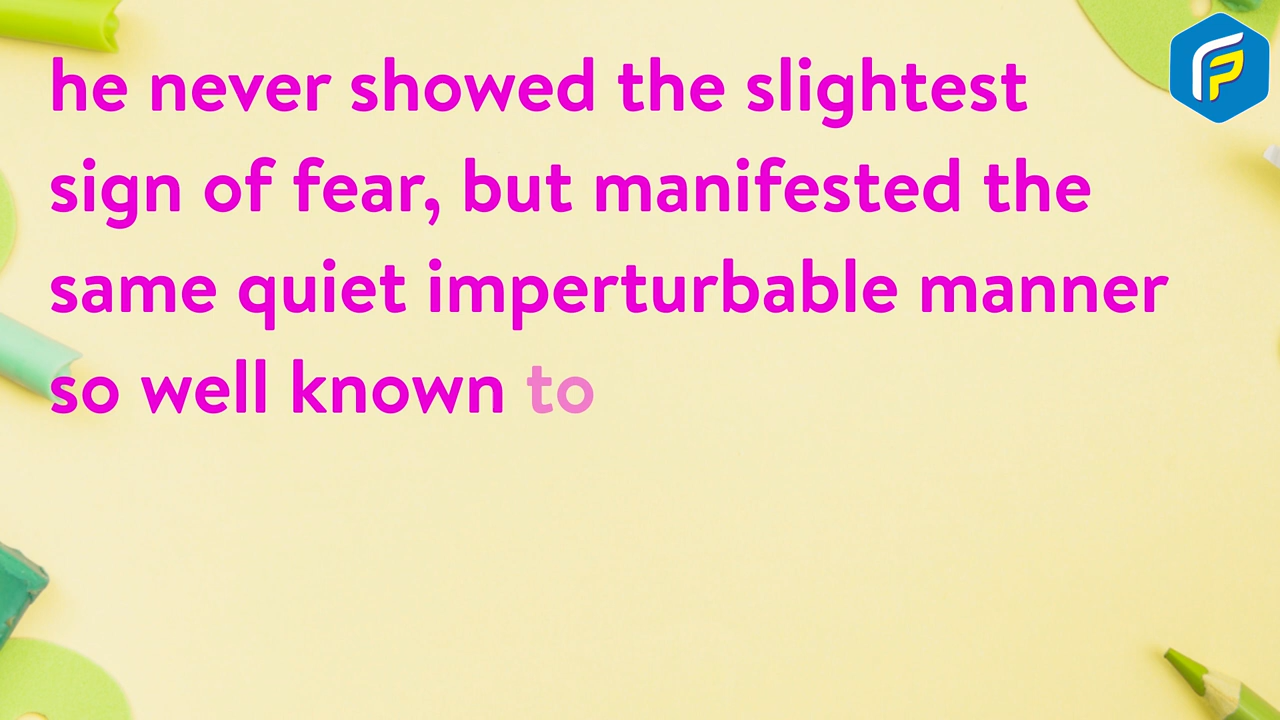 he never showed the slightest
sign of fear, but manifested the
same quiet imperturbable manner
so well known to